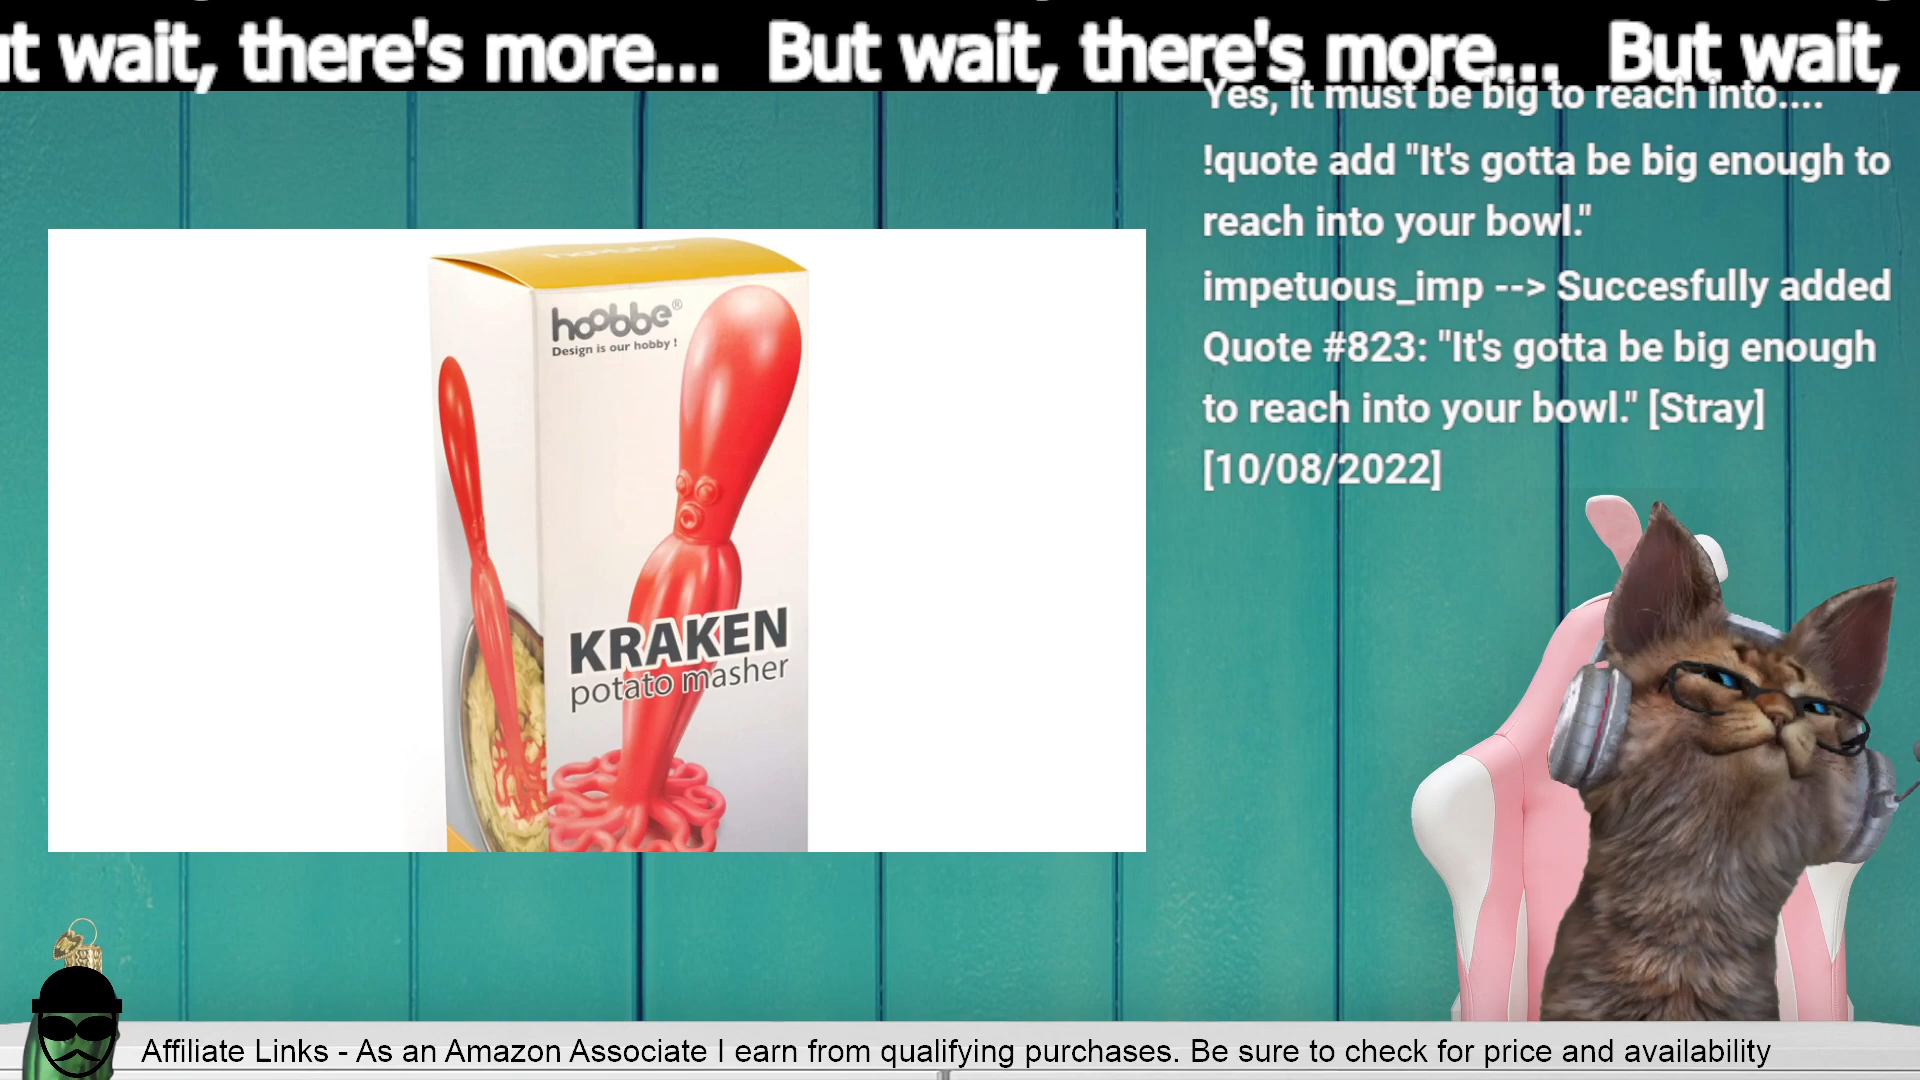 ut wait, there's more...   But wait, there's more...   But wait,
Yes, it must be big to reach into....
!quote add "It's gotta be big enough to
reach into your bowl."
impetuous_imp --> Succesfully added
Quote #823: "It's gotta be big enough
to reach into your bowl." [Stray]
[10/08/2022]
hoobbe®
Design is our hobby !
KRAKEN
potato masher
Affiliate Links - As an Amazon Associate I earn from qualifying purchases. Be sure to check for price and availability